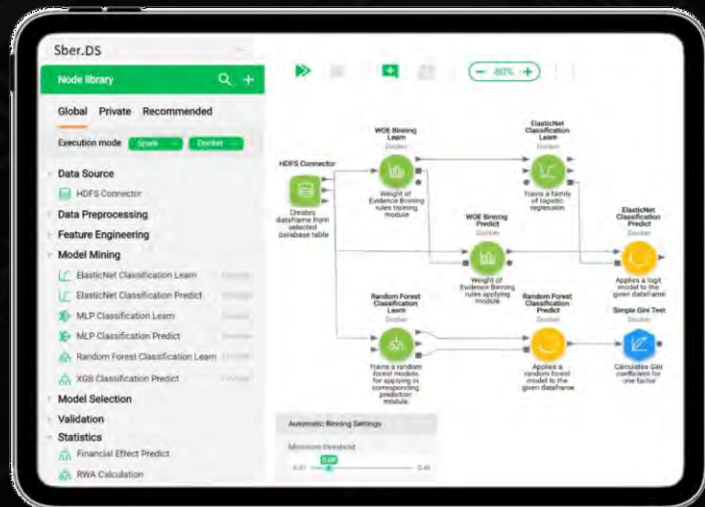 Sber.DS
Node library
Global Private Recommended
Execution mode Spark Docker
Data Source
HDFS Connector
Data Preprocessing
Feature Engineering
Model Mining
ElasticNet Classification Learn
ElasticNet Classification Predict
MLP Classification Learn
MLP Classification Predict
Random Forest Classification Learn
XGB Classification Predict
Model Selection
Validation
Statistics
Financial Effect Predict
RWA Calculation
80%
HDFS Connector
Creates
dataframe from
selected
database table
WOE Binning
Learn
Docker
Weight of
Evidence Binning
rules training
module
ElasticNet
Classification
Learn
Docker
Trains a family
of logistic
regression
WOE Binning
Predict
Docker
Weight of
Evidence Binning
rules applying
module
ElasticNet
Classification
Predict
Docker
Applies a logit
model to the
given dataframe
Random Forest
Classification
Learn
Docker
Trains a random
forest models
for applying in
corresponding
prediction
module.
Random Forest
Classification
Predict
Docker
Applies a
random forest
model to the
given dataframe
Simple Gini Test
Docker
Calculates Gini
coefficient for
one factor
Automatic Binning Settings
Minimum threshold